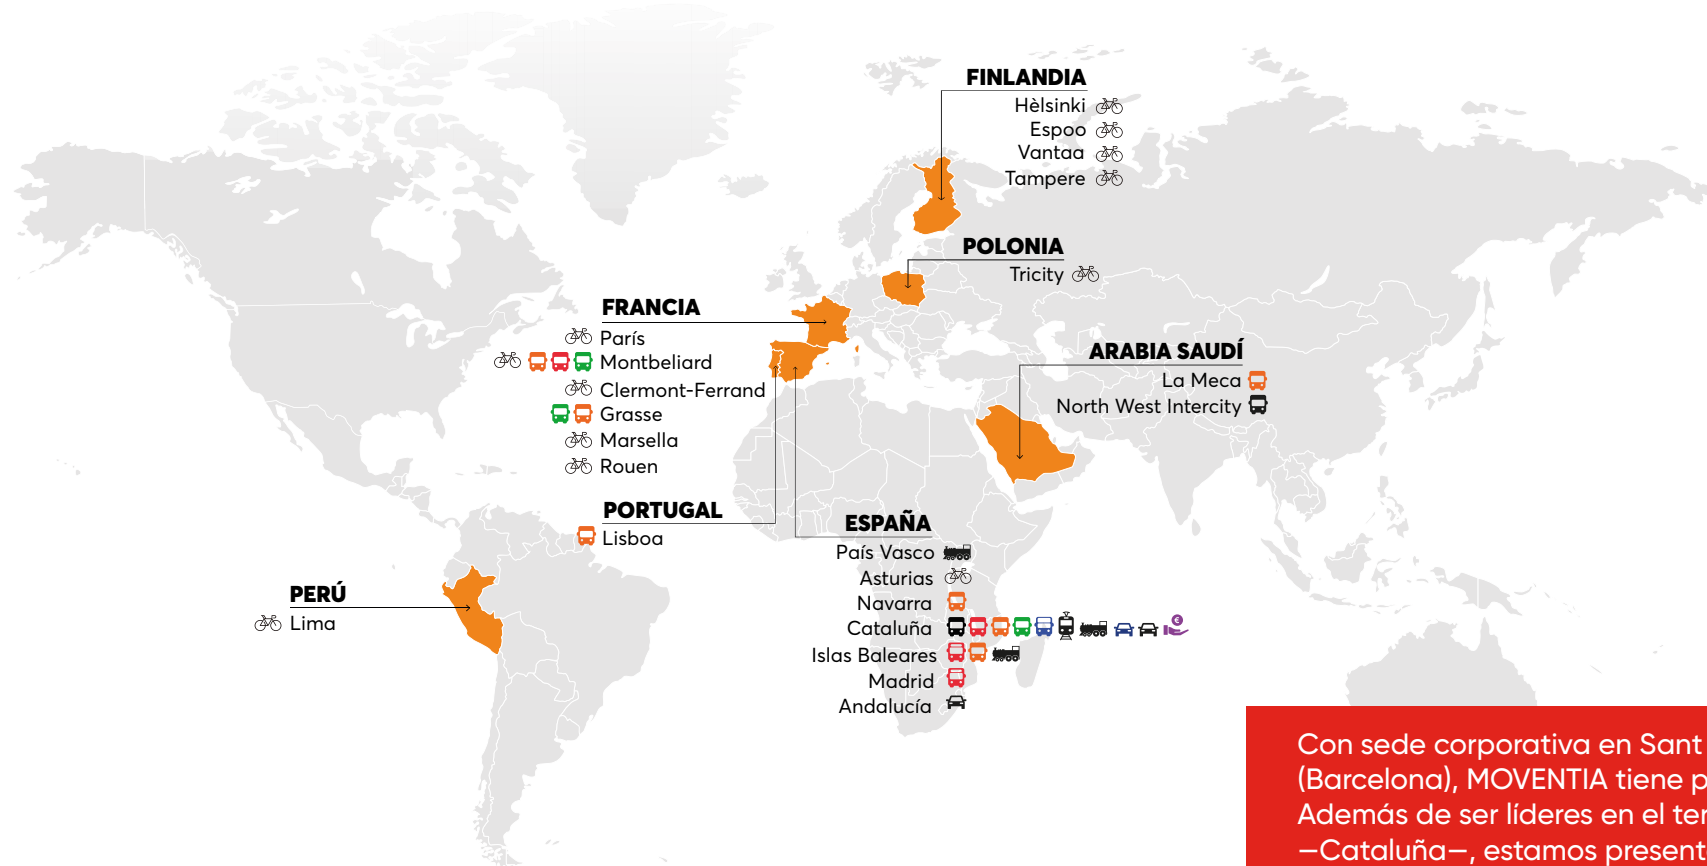 FINLANDIA
Hèlsinki
Espoo
Vantaa
Tampere
POLONIA
Tricity
FRANCIA
París
Montbeliard
Clermont-Ferrand
Grasse
Marsella
Rouen
ARABIA SAUDÍ
La Meca
North West Intercity
PORTUGAL
Lisboa
ESPAÑA
País Vasco
Asturias
Navarra
Cataluña
Islas Baleares
Madrid
Andalucía
PERÚ
Lima
Con sede corporativa en Sant
(Barcelona), MOVENTIA tiene p
Además de ser líderes en el ter
—Cataluña—, estamos present